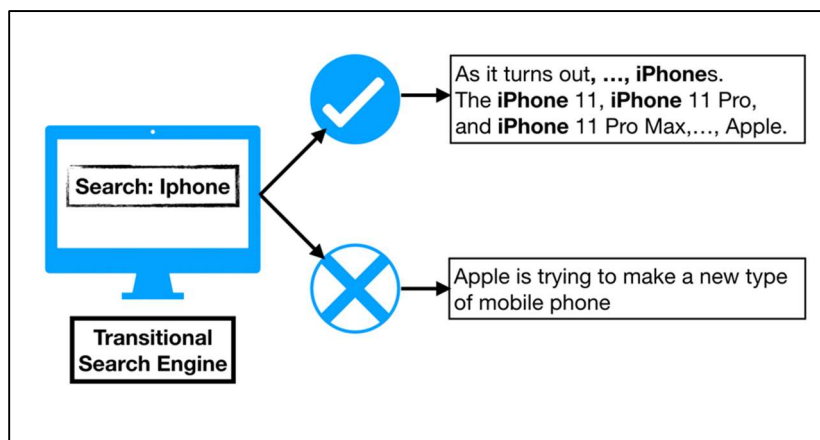 Search: Iphone
Transitional
Search Engine
As it turns out, ..., iPhones.
The iPhone 11, iPhone 11 Pro,
and iPhone 11 Pro Max,..., Apple.
Apple is trying to make a new type
of mobile phone